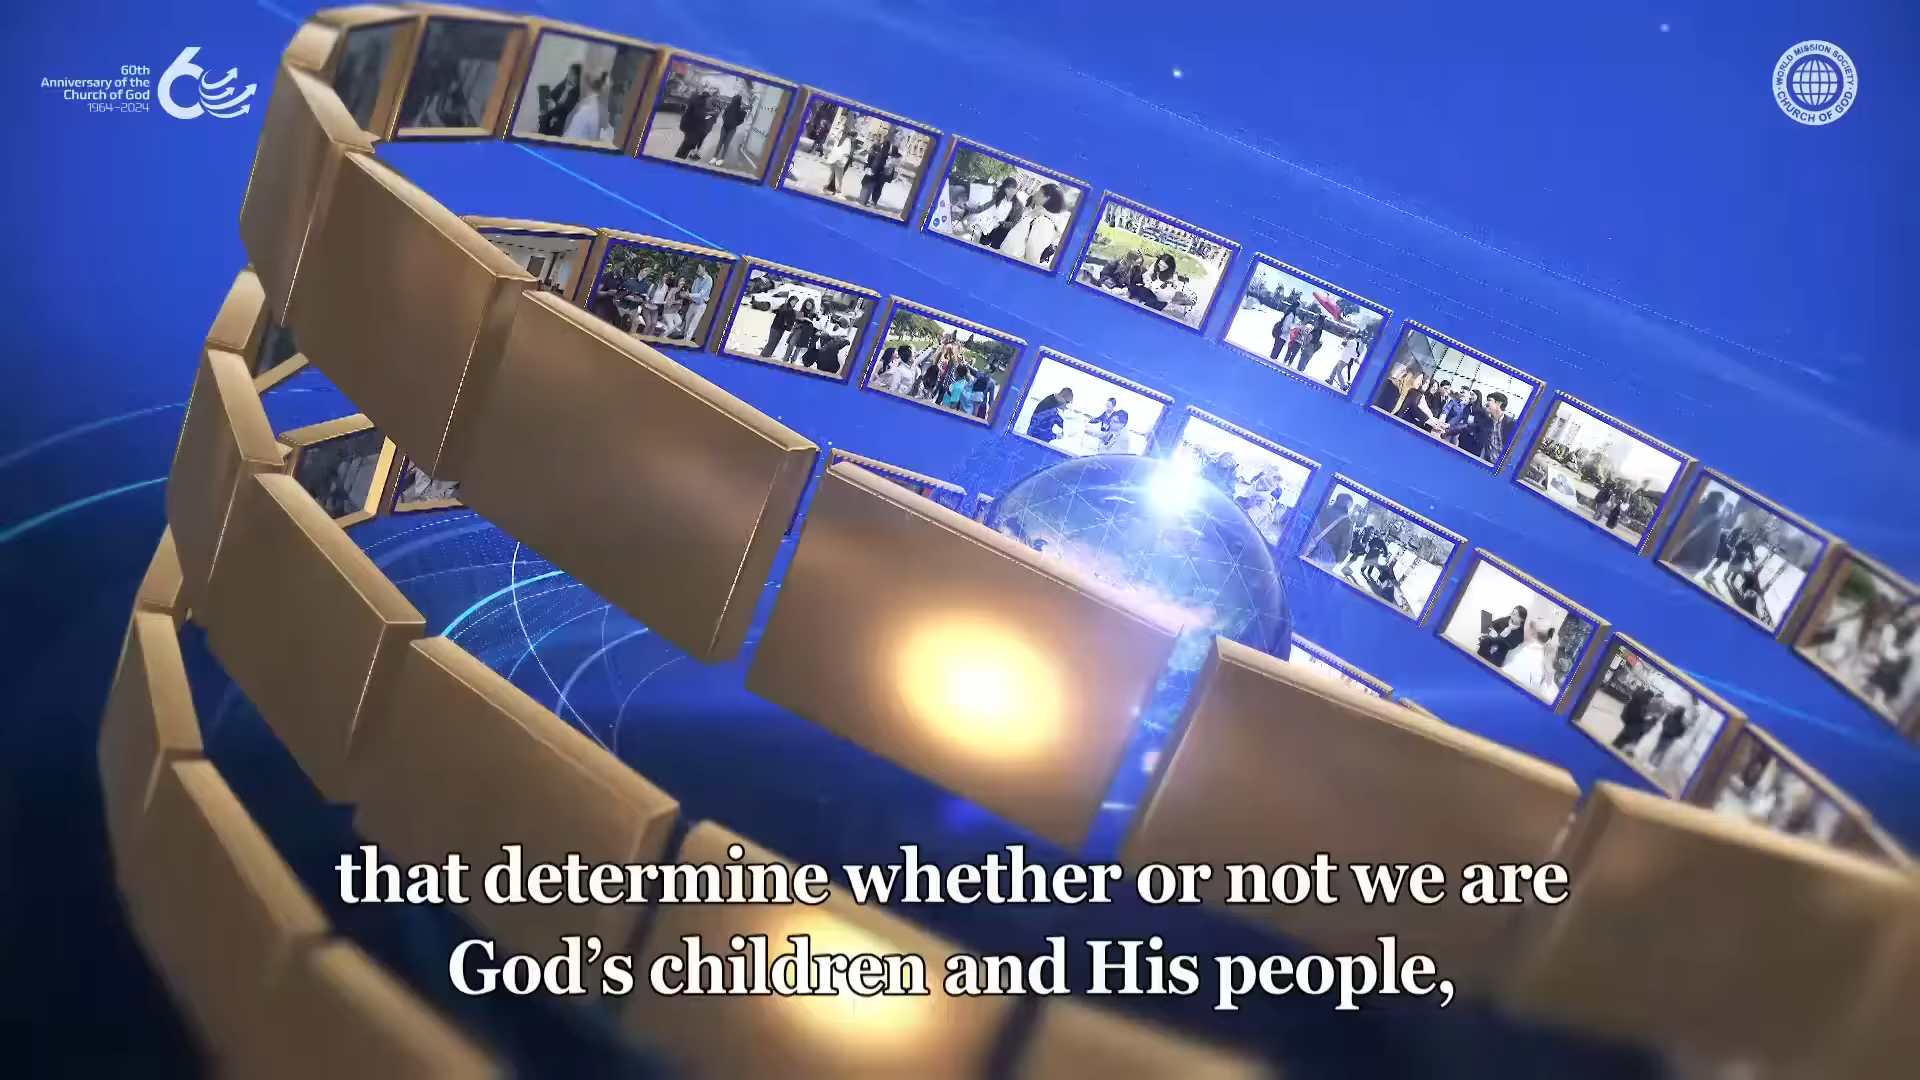 60th
Anniversary of the
Church of God
1964–2024
60
WORLD MISSION SOCIETY
CHURCH OF GOD
that determine whether or not we are
God’s children and His people,